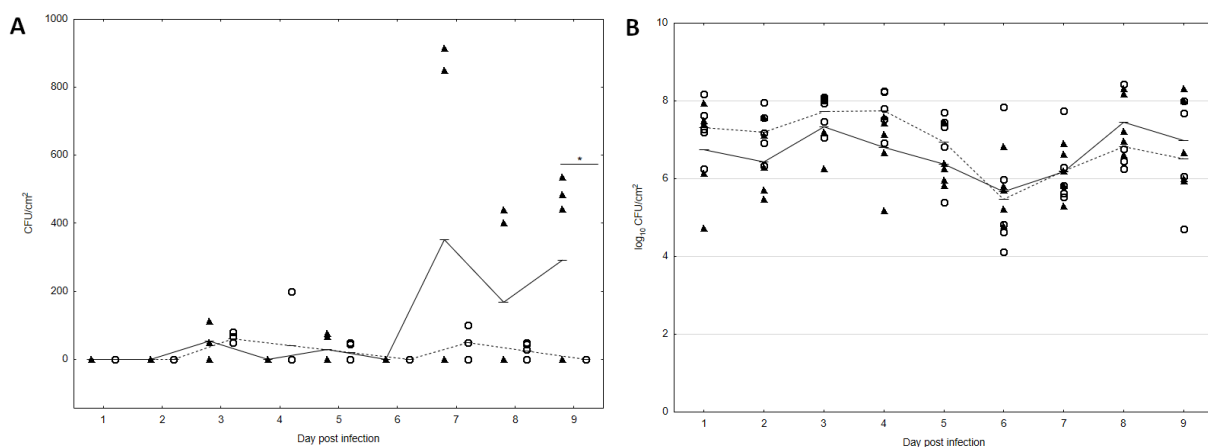 A
1000
800
600
400
200
0
CFU/cm²
*
1 2 3 4 5 6 7 8 9
Day post infection
B
10
8
6
4
2
0
log₁₀ CFU/cm²
1 2 3 4 5 6 7 8 9
Day post infection